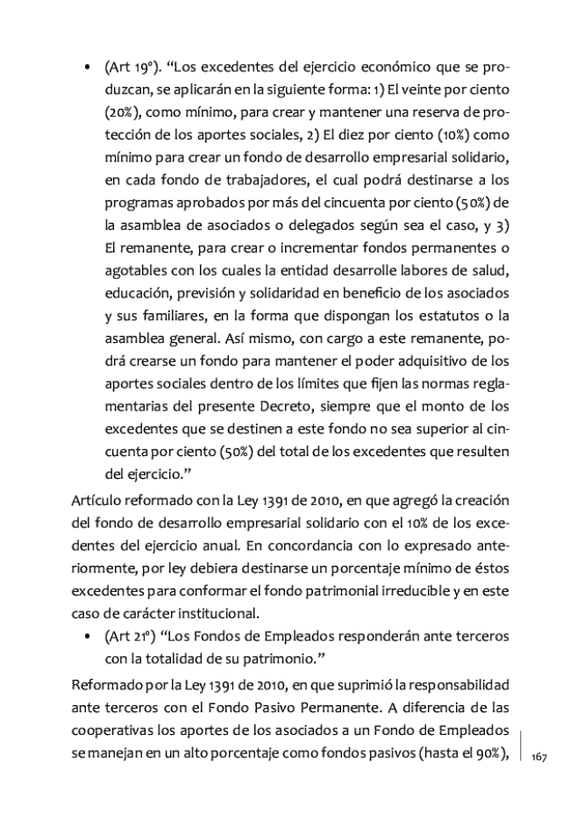 • (Art 19º). “Los excedentes del ejercicio económico que se pro-
duzcan, se aplicarán en la siguiente forma: 1) El veinte por ciento
(20%), como mínimo, para crear y mantener una reserva de pro-
tección de los aportes sociales, 2) El diez por ciento (10%) como
mínimo para crear un fondo de desarrollo empresarial solidario,
en cada fondo de trabajadores, el cual podrá destinarse a los
programas aprobados por más del cincuenta por ciento (50%) de
la asamblea de asociados o delegados según sea el caso, y 3)
El remanente, para crear o incrementar fondos permanentes o
agotables con los cuales la entidad desarrolle labores de salud,
educación, previsión y solidaridad en beneficio de los asociados
y sus familiares, en la forma que dispongan los estatutos o la
asamblea general. Así mismo, con cargo a este remanente, po-
drá crearse un fondo para mantener el poder adquisitivo de los
aportes sociales dentro de los límites que fijen las normas regla-
mentarias del presente Decreto, siempre que el monto de los
excedentes que se destinen a este fondo no sea superior al cin-
cuenta por ciento (50%) del total de los excedentes que resulten
del ejercicio.”
Artículo reformado con la Ley 1391 de 2010, en que agregó la creación
del fondo de desarrollo empresarial solidario con el 10% de los exce-
dentes del ejercicio anual. En concordancia con lo expresado ante-
riormente, por ley debiera destinarse un porcentaje mínimo de éstos
excedentes para conformar el fondo patrimonial irreducible y en este
caso de carácter institucional.
• (Art 21º) “Los Fondos de Empleados responderán ante terceros
con la totalidad de su patrimonio.”
Reformado por la Ley 1391 de 2010, en que suprimió la responsabilidad
ante terceros con el Fondo Pasivo Permanente. A diferencia de las
cooperativas los aportes de los asociados a un Fondo de Empleados
se manejan en un alto porcentaje como fondos pasivos (hasta el 90%),
167